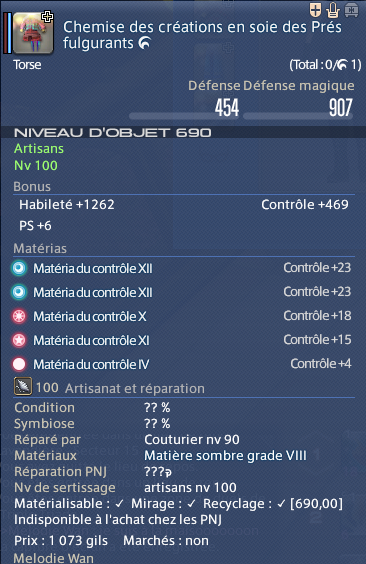 Chemise des créations en soie des Prés
fulgurants
Torse (Total : 0/ 1)
Défense Défense magique
454 907
NIVEAU D'OBJET 690
Artisans
Nv 100
Bonus
Habileté +1262 Contrôle +469
PS +6
Matérias
Matéria du contrôle XII Contrôle +23
Matéria du contrôle XII Contrôle +23
Matéria du contrôle X Contrôle +18
Matéria du contrôle XI Contrôle +15
Matéria du contrôle IV Contrôle +4
100 Artisanat et réparation
Condition ?? %
Symbiose ?? %
Réparé par Couturier nv 90
Matériaux Matière sombre grade VIII
Réparation PNJ ???
Nv de sertissage artisans nv 100
Matérialisable : ✓ Mirage : ✓ Recyclage : ✓ [690,00]
Indisponible à l'achat chez les PNJ
Prix : 1 073 gils Marchés : non
Melodie Wan